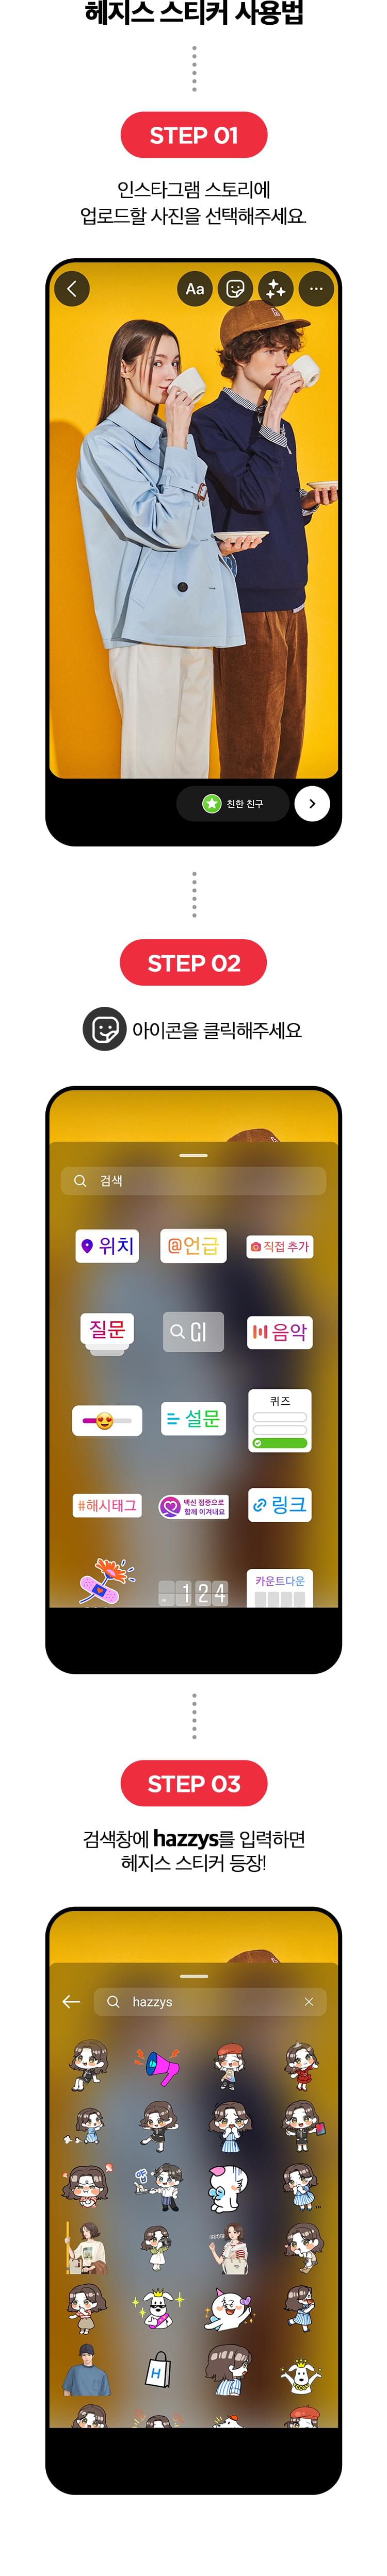 헤지스 스티커 사용법
STEP 01
인스타그램 스토리에
업로드할 사진을 선택해주세요.
Aa
친한 친구
STEP 02
아이콘을 클릭해주세요
검색
위치
@언급
직접 추가
질문
GI
음악
설문
퀴즈
#해시태그
백신 접종으로
함께 이겨내요
링크
1 24
카운트다운
STEP 03
검색창에 hazzys를 입력하면
헤지스 스티커 등장!
hazzys
H